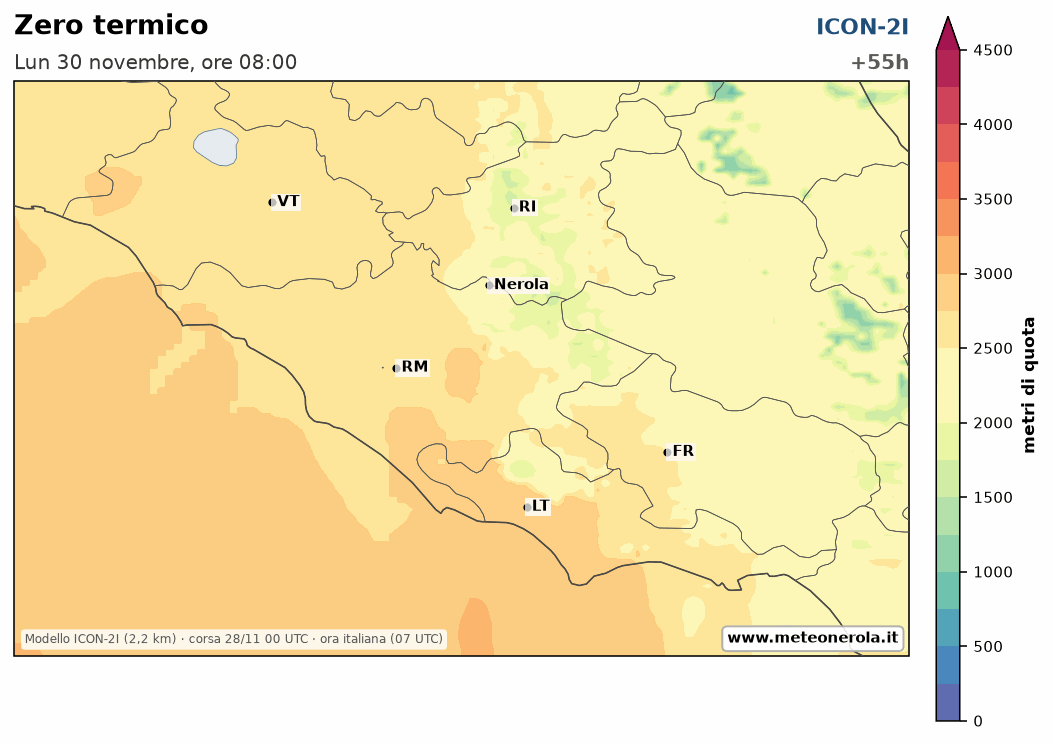 Zero termico
ICON-2I
Lun 30 novembre, ore 08:00
+55h
4500
4000
3500
3000
2500
2000
1500
1000
500
0
metri di quota
VT
RI
Nerola
RM
FR
LT
Modello ICON-2I (2,2 km) · corsa 28/11 00 UTC · ora italiana (07 UTC)
www.meteonerola.it